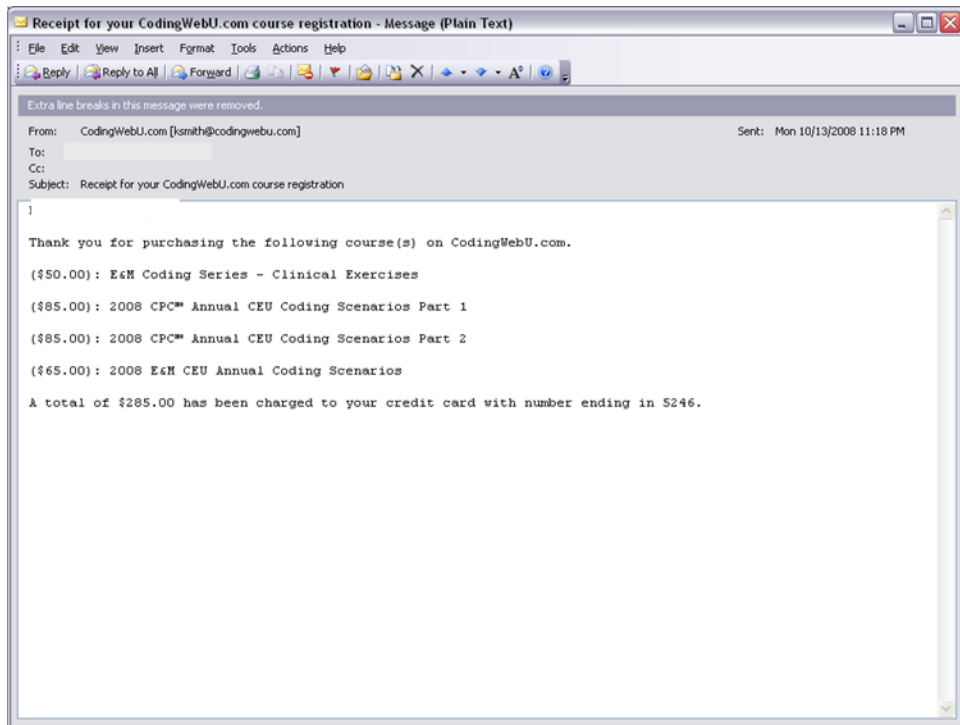 Receipt for your CodingWebU.com course registration - Message (Plain Text)
File Edit View Insert Format Tools Actions Help
Reply Reply to All Forward
Extra line breaks in this message were removed.
From: CodingWebU.com [ksmith@codingwebu.com] Sent: Mon 10/13/2008 11:18 PM
To:
Cc:
Subject: Receipt for your CodingWebU.com course registration
Thank you for purchasing the following course(s) on CodingWebU.com.
($50.00): E&M Coding Series - Clinical Exercises
($85.00): 2008 CPC™ Annual CEU Coding Scenarios Part 1
($85.00): 2008 CPC™ Annual CEU Coding Scenarios Part 2
($65.00): 2008 E&M CEU Annual Coding Scenarios
A total of $285.00 has been charged to your credit card with number ending in 5246.